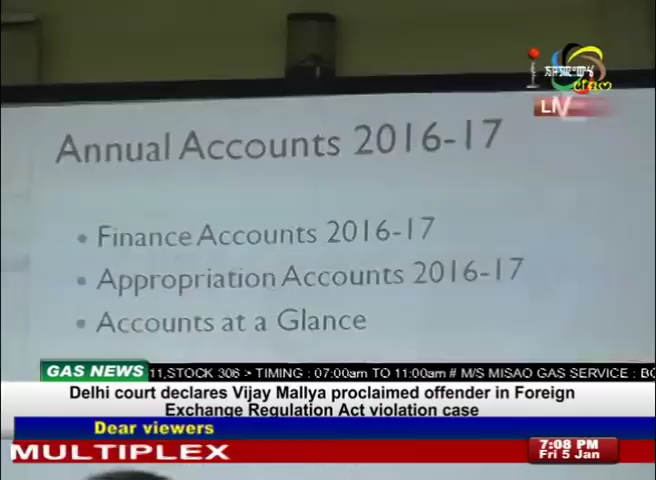 LIV
Annual Accounts 2016-17
• Finance Accounts 2016-17
• Appropriation Accounts 2016-17
• Accounts at a Glance
GAS NEWS
11,STOCK 306 > TIMING : 07:00am TO 11:00am # M/S MISAO GAS SERVICE : BO
Delhi court declares Vijay Mallya proclaimed offender in Foreign
Exchange Regulation Act violation case
Dear viewers
MULTIPLEX
7:08 PM
Fri 5 Jan